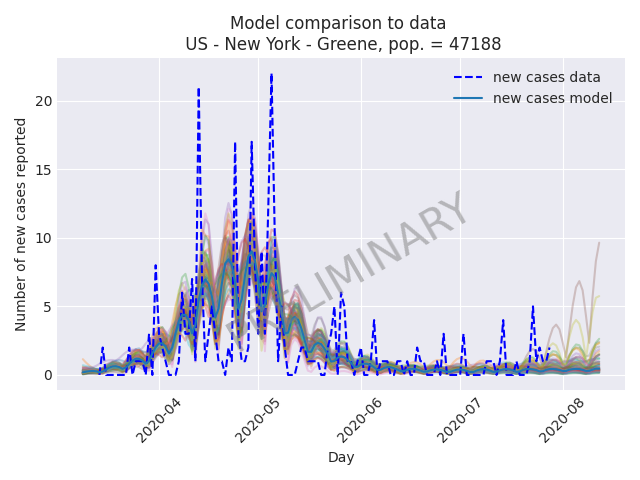 Model comparison to data
US - New York - Greene, pop. = 47188
Number of new cases reported
20
15
10
5
0
new cases data
new cases model
PRELIMINARY
2020-04
2020-05
2020-06
2020-07
2020-08
Day